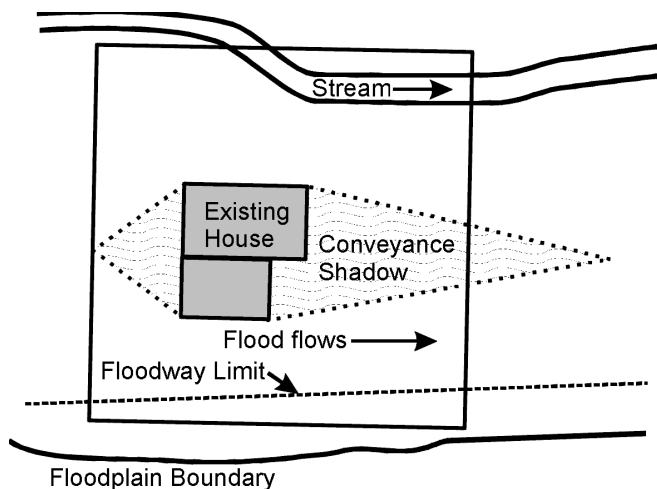 Stream
Existing
House
Conveyance
Shadow
Flood flows
Floodway Limit
Floodplain Boundary